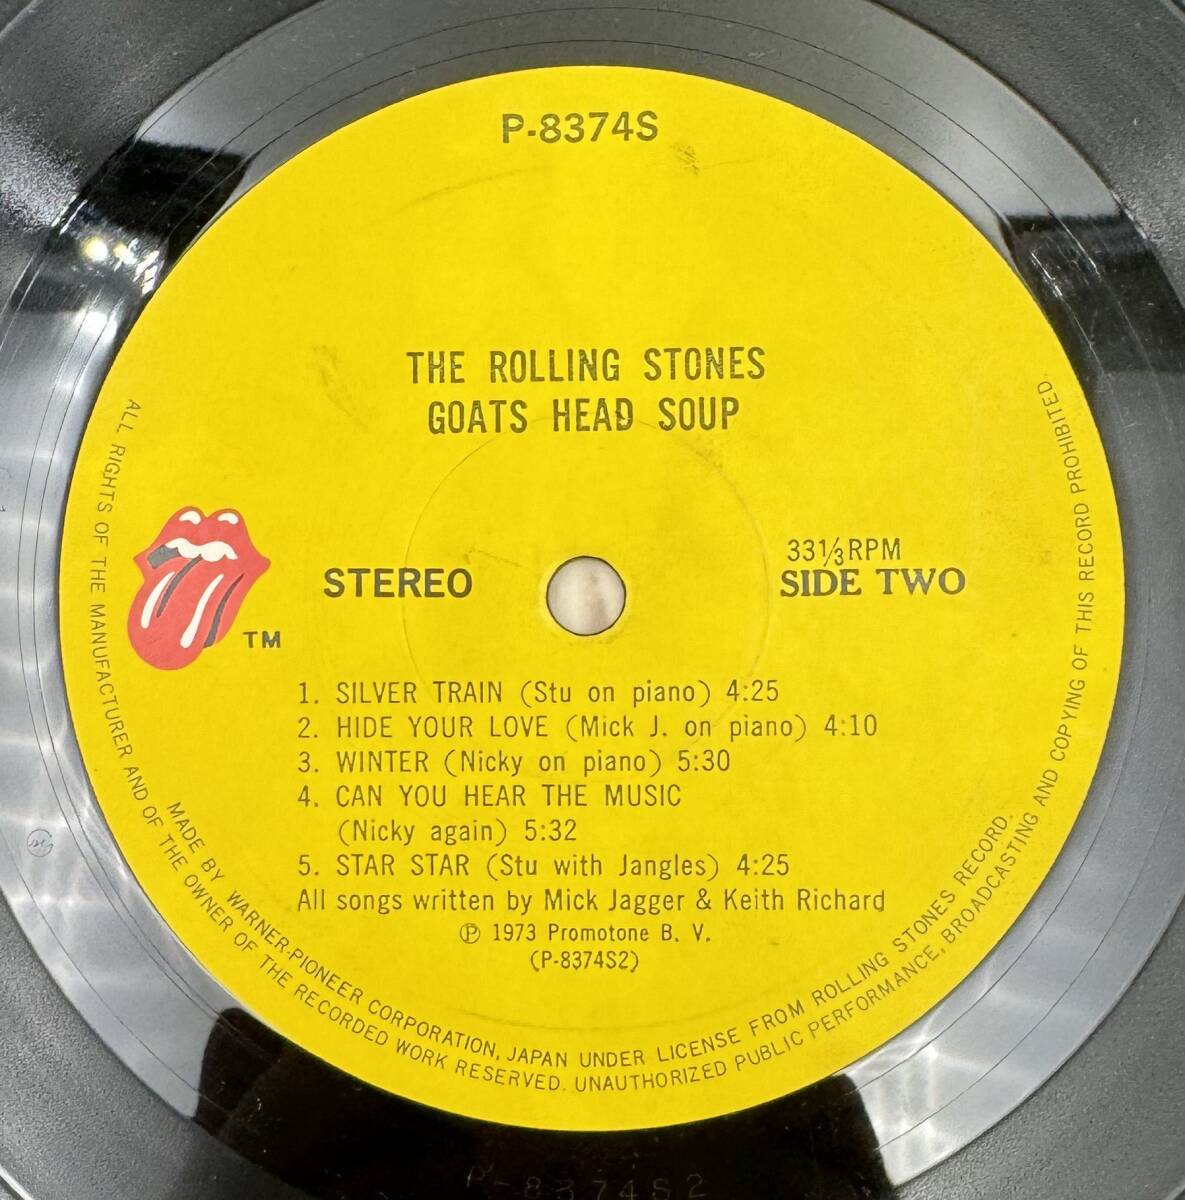 P-8374S
THE ROLLING STONES
GOATS HEAD SOUP
STEREO
33⅓RPM
SIDE TWO
TM
1. SILVER TRAIN (Stu on piano) 4:25
2. HIDE YOUR LOVE (Mick J. on piano) 4:10
3. WINTER (Nicky on piano) 5:30
4. CAN YOU HEAR THE MUSIC
(Nicky again) 5:32
5. STAR STAR (Stu with Jangles) 4:25
All songs written by Mick Jagger & Keith Richard
Ⓟ 1973 Promotone B. V.
(P-8374S2)
MADE BY WARNER-PIONEER CORPORATION, JAPAN UNDER LICENSE FROM ROLLING STONES RECORD.
ALL RIGHTS OF THE MANUFACTURER AND OF THE OWNER OF THE RECORDED WORK RESERVED. UNAUTHORIZED PUBLIC PERFORMANCE, BROADCASTING AND COPYING OF THIS RECORD PROHIBITED.
P-8374S2